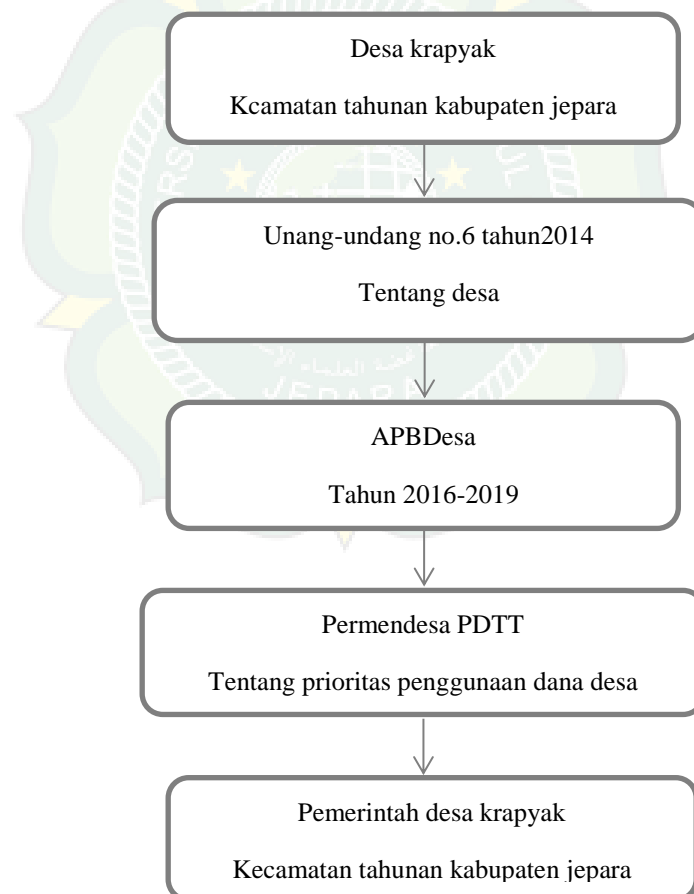 Desa krapyak
Kcamatan tahunan kabupaten jepara
Unang-undang no.6 tahun2014
Tentang desa
JEPARA
APBDesa
Tahun 2016-2019
Permendesa PDTT
Tentang prioritas penggunaan dana desa
Pemerintah desa krapyak
Kecamatan tahunan kabupaten jepara